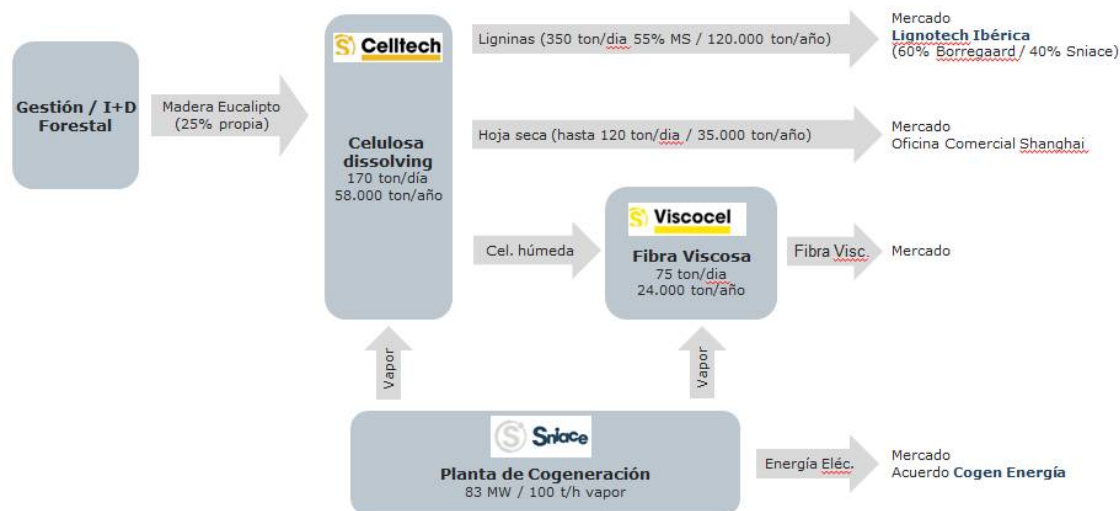 Celltech
Ligninas (350 ton/dia 55% MS / 120.000 ton/año)
Mercado
Lignotech Ibérica
(60% Borregaard / 40% Sniace)
Gestión / I+D
Forestal
Madera Eucalipto
(25% propia)
Celulosa
dissolving
170 ton/día
58.000 ton/año
Hoja seca (hasta 120 ton/dia / 35.000 ton/año)
Mercado
Oficina Comercial Shanghai
Cel. húmeda
Viscocel
Fibra Viscosa
75 ton/dia
24.000 ton/año
Fibra Visc.
Mercado
Vapor
Vapor
Sniace
Planta de Cogeneración
83 MW / 100 t/h vapor
Energía Eléc.
Mercado
Acuerdo Cogen Energía